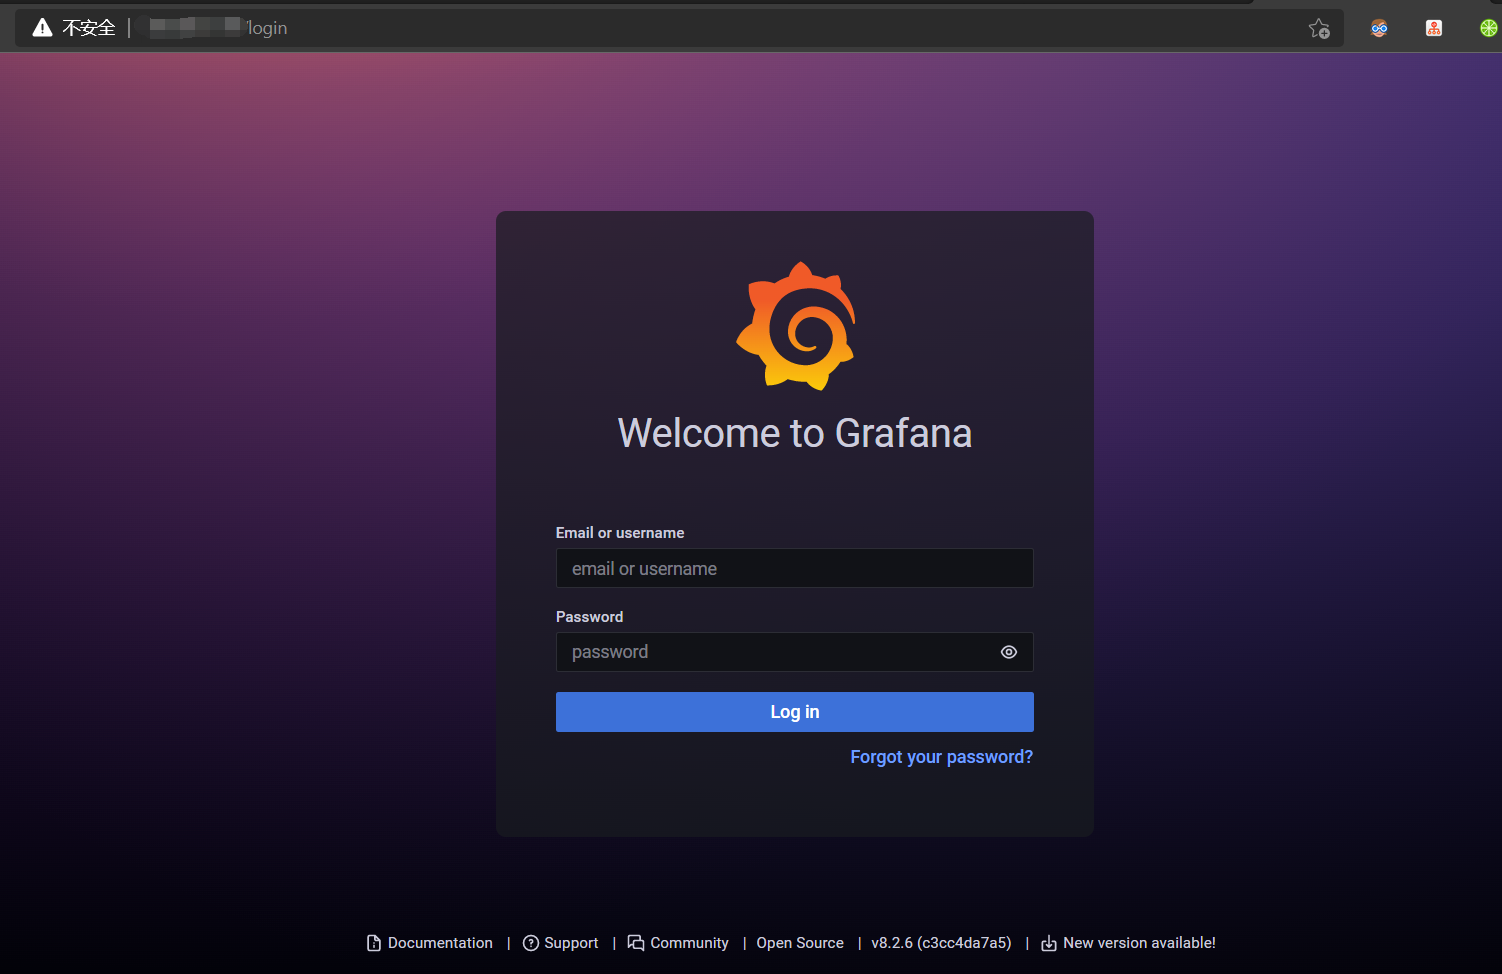 不安全 | /login
Welcome to Grafana
Email or username
email or username
Password
password
Log in
Forgot your password?
Documentation | Support | Community | Open Source | v8.2.6 (c3cc4da7a5) | New version available!